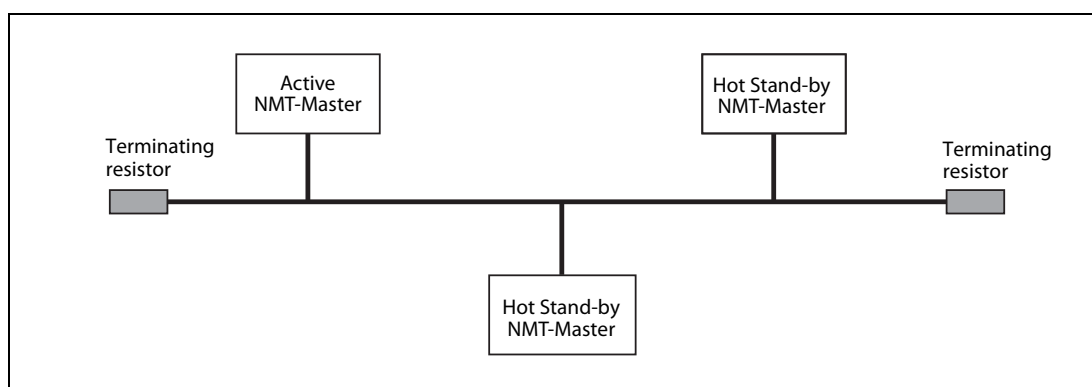 Active
NMT-Master
Hot Stand-by
NMT-Master
Terminating
resistor
Terminating
resistor
Hot Stand-by
NMT-Master